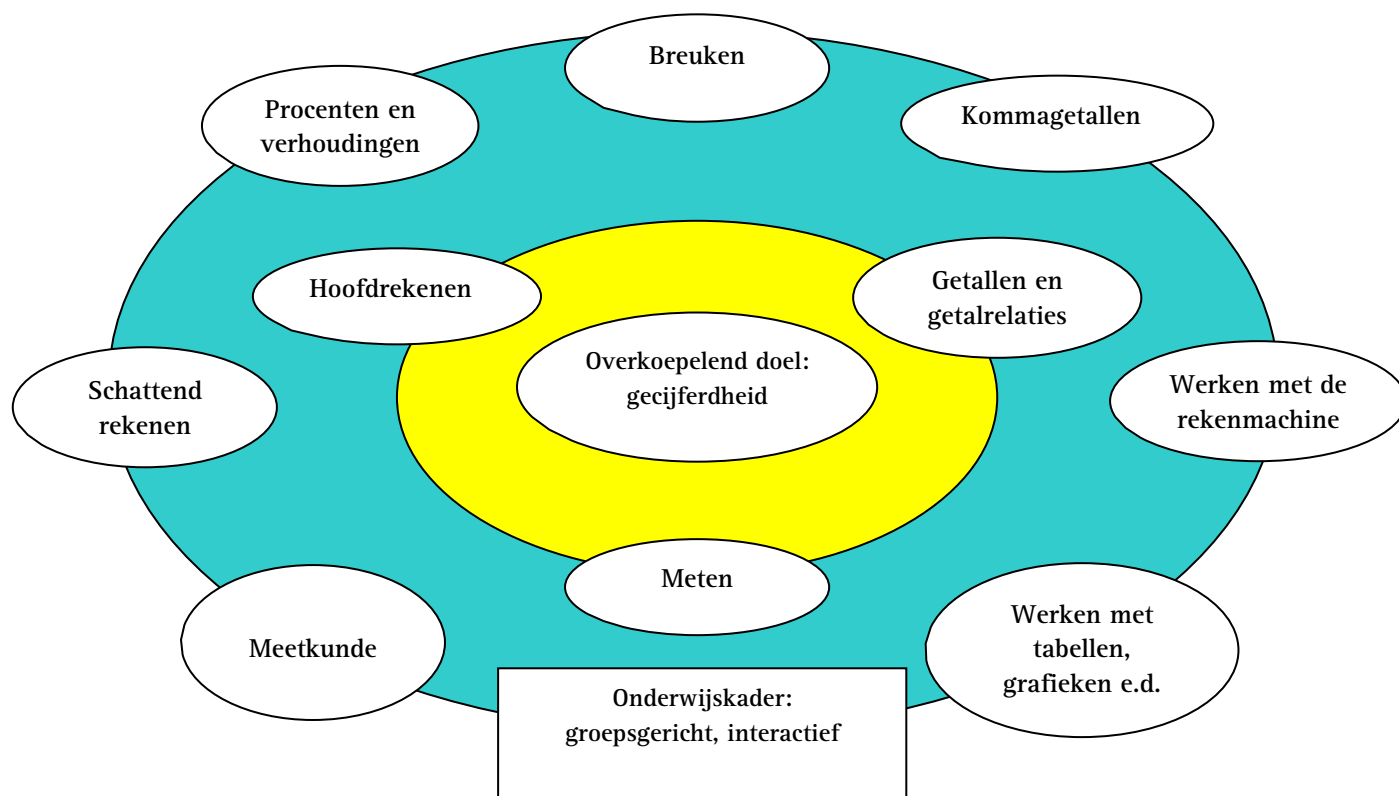 Breuken
Procenten en
verhoudingen
Kommagetallen
Hoofdrekenen
Getallen en
getalrelaties
Overkoepelend doel:
gecijferdheid
Schattend
rekenen
Werken met de
rekenmachine
Meten
Meetkunde
Werken met
tabellen,
grafieken e.d.
Onderwijskader:
groepsgericht, interactief